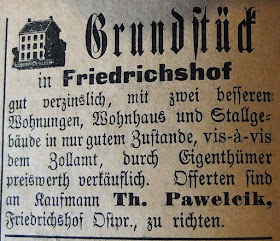 Grundstück
in Friedrichshof
gut verzinslich, mit zwei besseren
Wohnungen, Wohnhaus und Stallge-
bäude in nur gutem Zustande, vis-à-vis
dem Zollamt, durch Eigenthümer
preiswerth verkäuflich. Offerten sind
an Kaufmann Th. Pawelcik,
Friedrichshof Ostpr., zu richten.